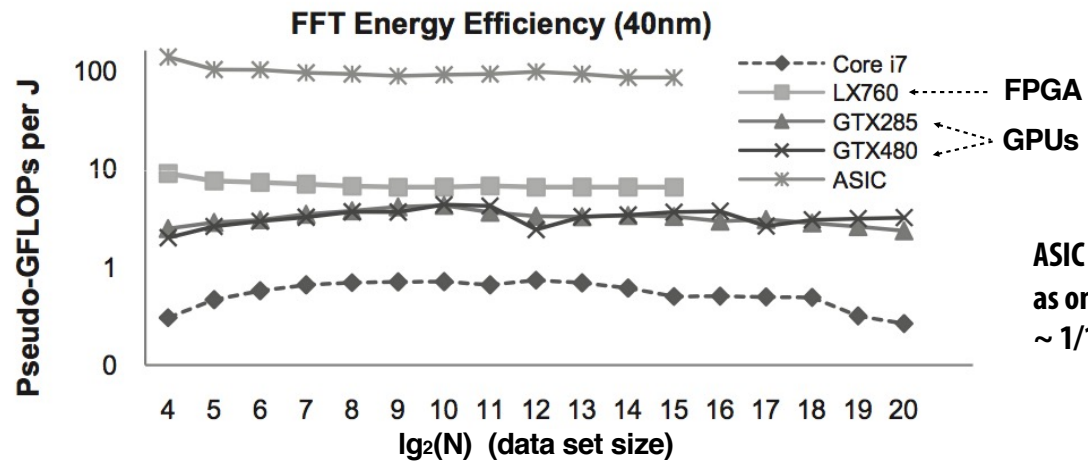 FFT Energy Efficiency (40nm)
Pseudo-GFLOPs per J
100
10
1
0
4 5 6 7 8 9 10 11 12 13 14 15 16 17 18 19 20
lg2(N) (data set size)
Core i7
LX760
GTX285
GTX480
ASIC
FPGA
GPUs
ASIC
as on
~ 1/1